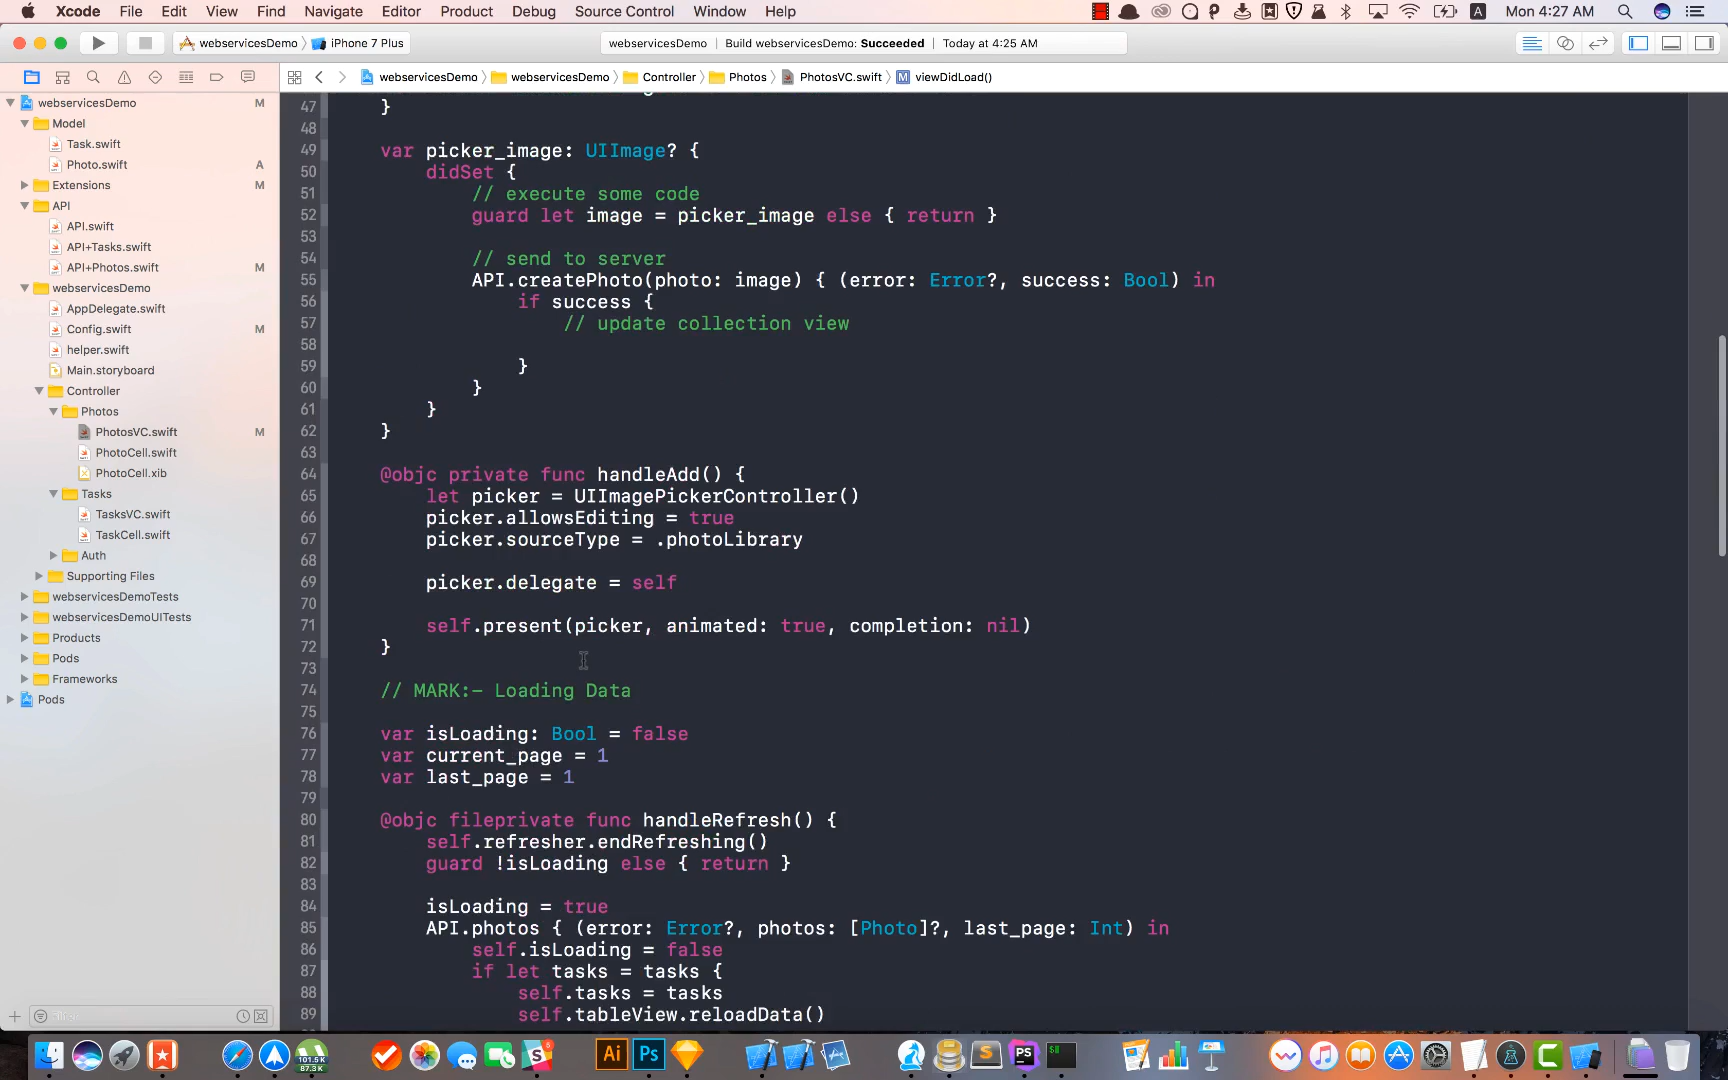 Xcode File Edit View Find Navigate Editor Product Debug Source Control Window Help
A Mon 4:27 AM
webservicesDemo iPhone 7 Plus
webservicesDemo Build webservicesDemo: Succeeded Today at 4:25 AM
webservicesDemo webservicesDemo Controller Photos PhotosVC.swift M viewDidLoad()
webservicesDemo M
Model
Task.swift
Photo.swift A
Extensions M
API
API.swift
API+Tasks.swift
API+Photos.swift M
webservicesDemo
AppDelegate.swift
Config.swift M
helper.swift
Main.storyboard
Controller
Photos
PhotosVC.swift M
PhotoCell.swift
PhotoCell.xib
Tasks
TasksVC.swift
TaskCell.swift
Auth
Supporting Files
webservicesDemoTests
webservicesDemoUITests
Products
Pods
Frameworks
Pods
47 }
48
49 var picker_image: UIImage? {
50 didSet {
51 // execute some code
52 guard let image = picker_image else { return }
53
54 // send to server
55 API.createPhoto(photo: image) { (error: Error?, success: Bool) in
56 if success {
57 // update collection view
58
59 }
60 }
61 }
62 }
63
64 @objc private func handleAdd() {
65 let picker = UIImagePickerController()
66 picker.allowsEditing = true
67 picker.sourceType = .photoLibrary
68
69 picker.delegate = self
70
71 self.present(picker, animated: true, completion: nil)
72 }
73
74 // MARK:- Loading Data
75
76 var isLoading: Bool = false
77 var current_page = 1
78 var last_page = 1
79
80 @objc fileprivate func handleRefresh() {
81 self.refresher.endRefreshing()
82 guard !isLoading else { return }
83
84 isLoading = true
85 API.photos { (error: Error?, photos: [Photo]?, last_page: Int) in
86 self.isLoading = false
87 if let tasks = tasks {
88 self.tasks = tasks
89 self.tableView.reloadData()
101.5 K
87.3 K
Ai
Ps
PS